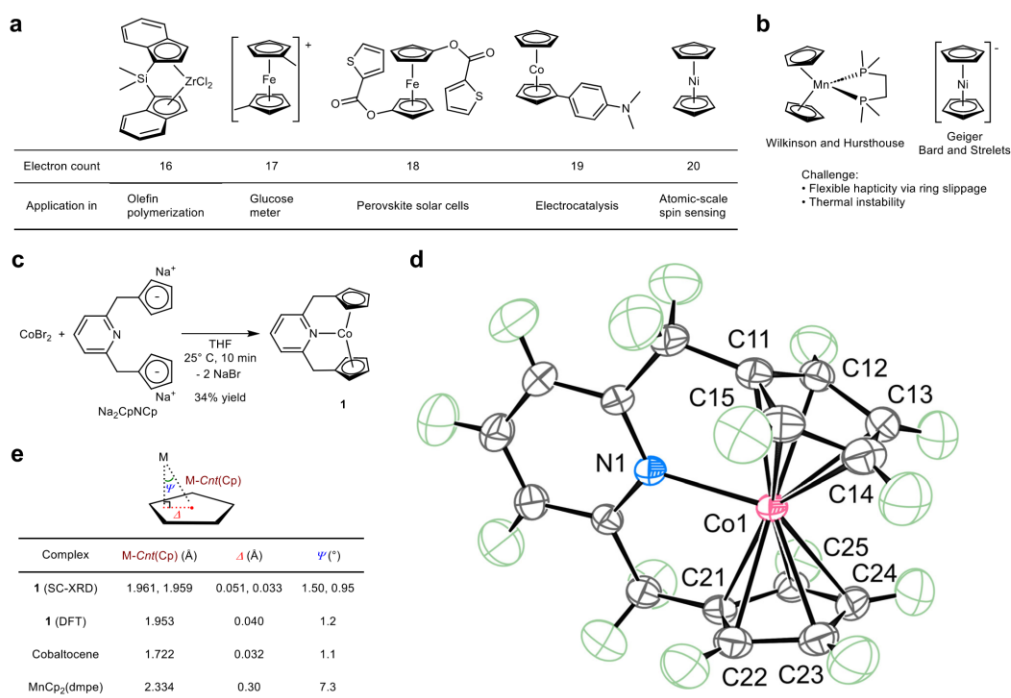 a
b
Si
ZrCl2
+
Fe
S
O
O
Fe
O
O
S
Co
N
Ni
P
Mn
P
-
Ni
Wilkinson and Hursthouse
Geiger
Bard and Strelets
Challenge:
• Flexible hapticity via ring slippage
• Thermal instability
Electron count 16 17 18 19 20
Application in Olefin polymerization Glucose meter Perovskite solar cells Electrocatalysis Atomic-scale spin sensing
c
Na+
-
CoBr2 +
N
-
Na+
Na2CpNCp
THF
25° C, 10 min
- 2 NaBr
34% yield
N
Co
1
d
C11
C12
C13
C15
C14
N1
Co1
C25
C24
C21
C22
C23
e
M
Ψ
M-Cnt(Cp)
Δ
Complex M-Cnt(Cp) (Å) Δ (Å) Ψ (°)
1 (SC-XRD) 1.961, 1.959 0.051, 0.033 1.50, 0.95
1 (DFT) 1.953 0.040 1.2
Cobaltocene 1.722 0.032 1.1
MnCp2(dmpe) 2.334 0.30 7.3